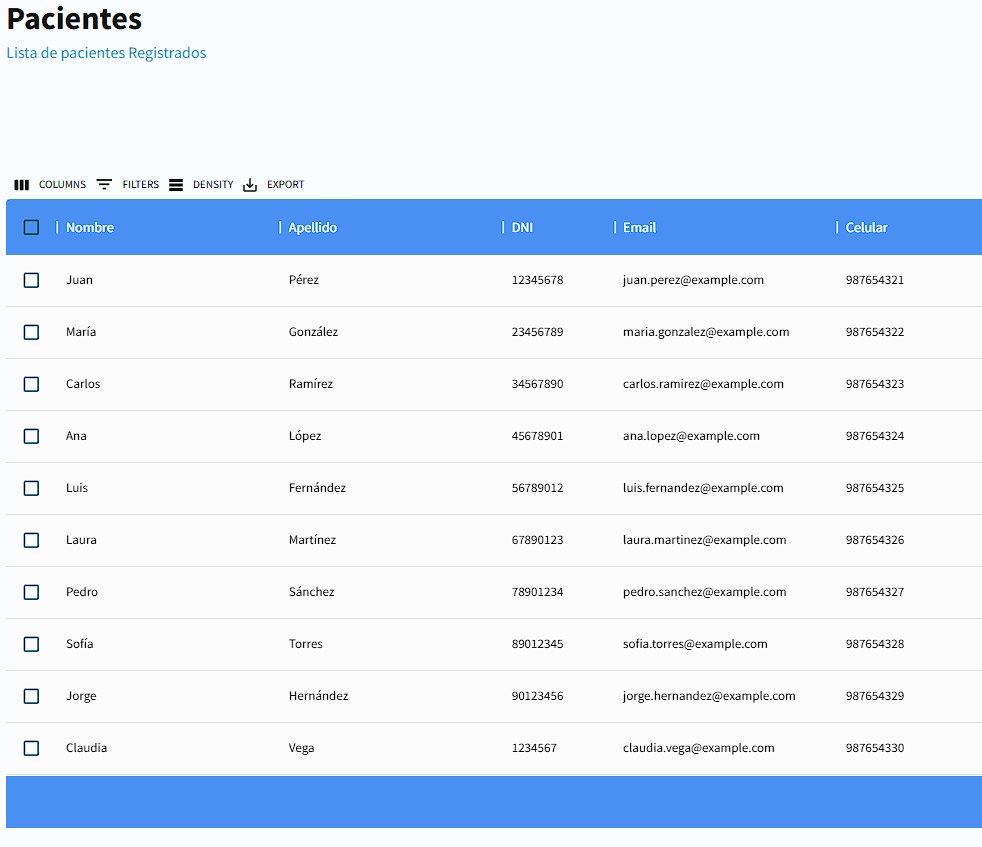 Pacientes
Lista de pacientes Registrados
COLUMNS FILTERS DENSITY EXPORT
Nombre Apellido DNI Email Celular
Juan Pérez 12345678 juan.perez@example.com 987654321
María González 23456789 maria.gonzalez@example.com 987654322
Carlos Ramírez 34567890 carlos.ramirez@example.com 987654323
Ana López 45678901 ana.lopez@example.com 987654324
Luis Fernández 56789012 luis.fernandez@example.com 987654325
Laura Martínez 67890123 laura.martinez@example.com 987654326
Pedro Sánchez 78901234 pedro.sanchez@example.com 987654327
Sofía Torres 89012345 sofia.torres@example.com 987654328
Jorge Hernández 90123456 jorge.hernandez@example.com 987654329
Claudia Vega 1234567 claudia.vega@example.com 987654330